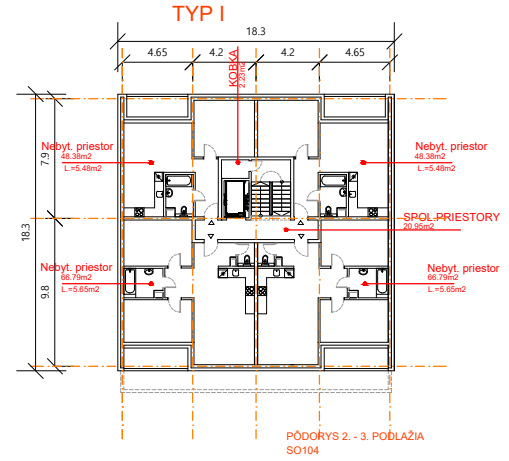 TYP I
18.3
4.65
4.2
4.2
4.65
KOBKA
2.23m2
7.9
18.3
9.8
Nebyt. priestor
48.38m2
L.=5.48m2
Nebyt. priestor
48.38m2
L.=5.48m2
SPOL.PRIESTORY
20.95m2
Nebyt. priestor
66.79m2
L.=5.65m2
Nebyt. priestor
66.79m2
L.=5.65m2
PÔDORYS 2. - 3. PODLAŽIA
SO104